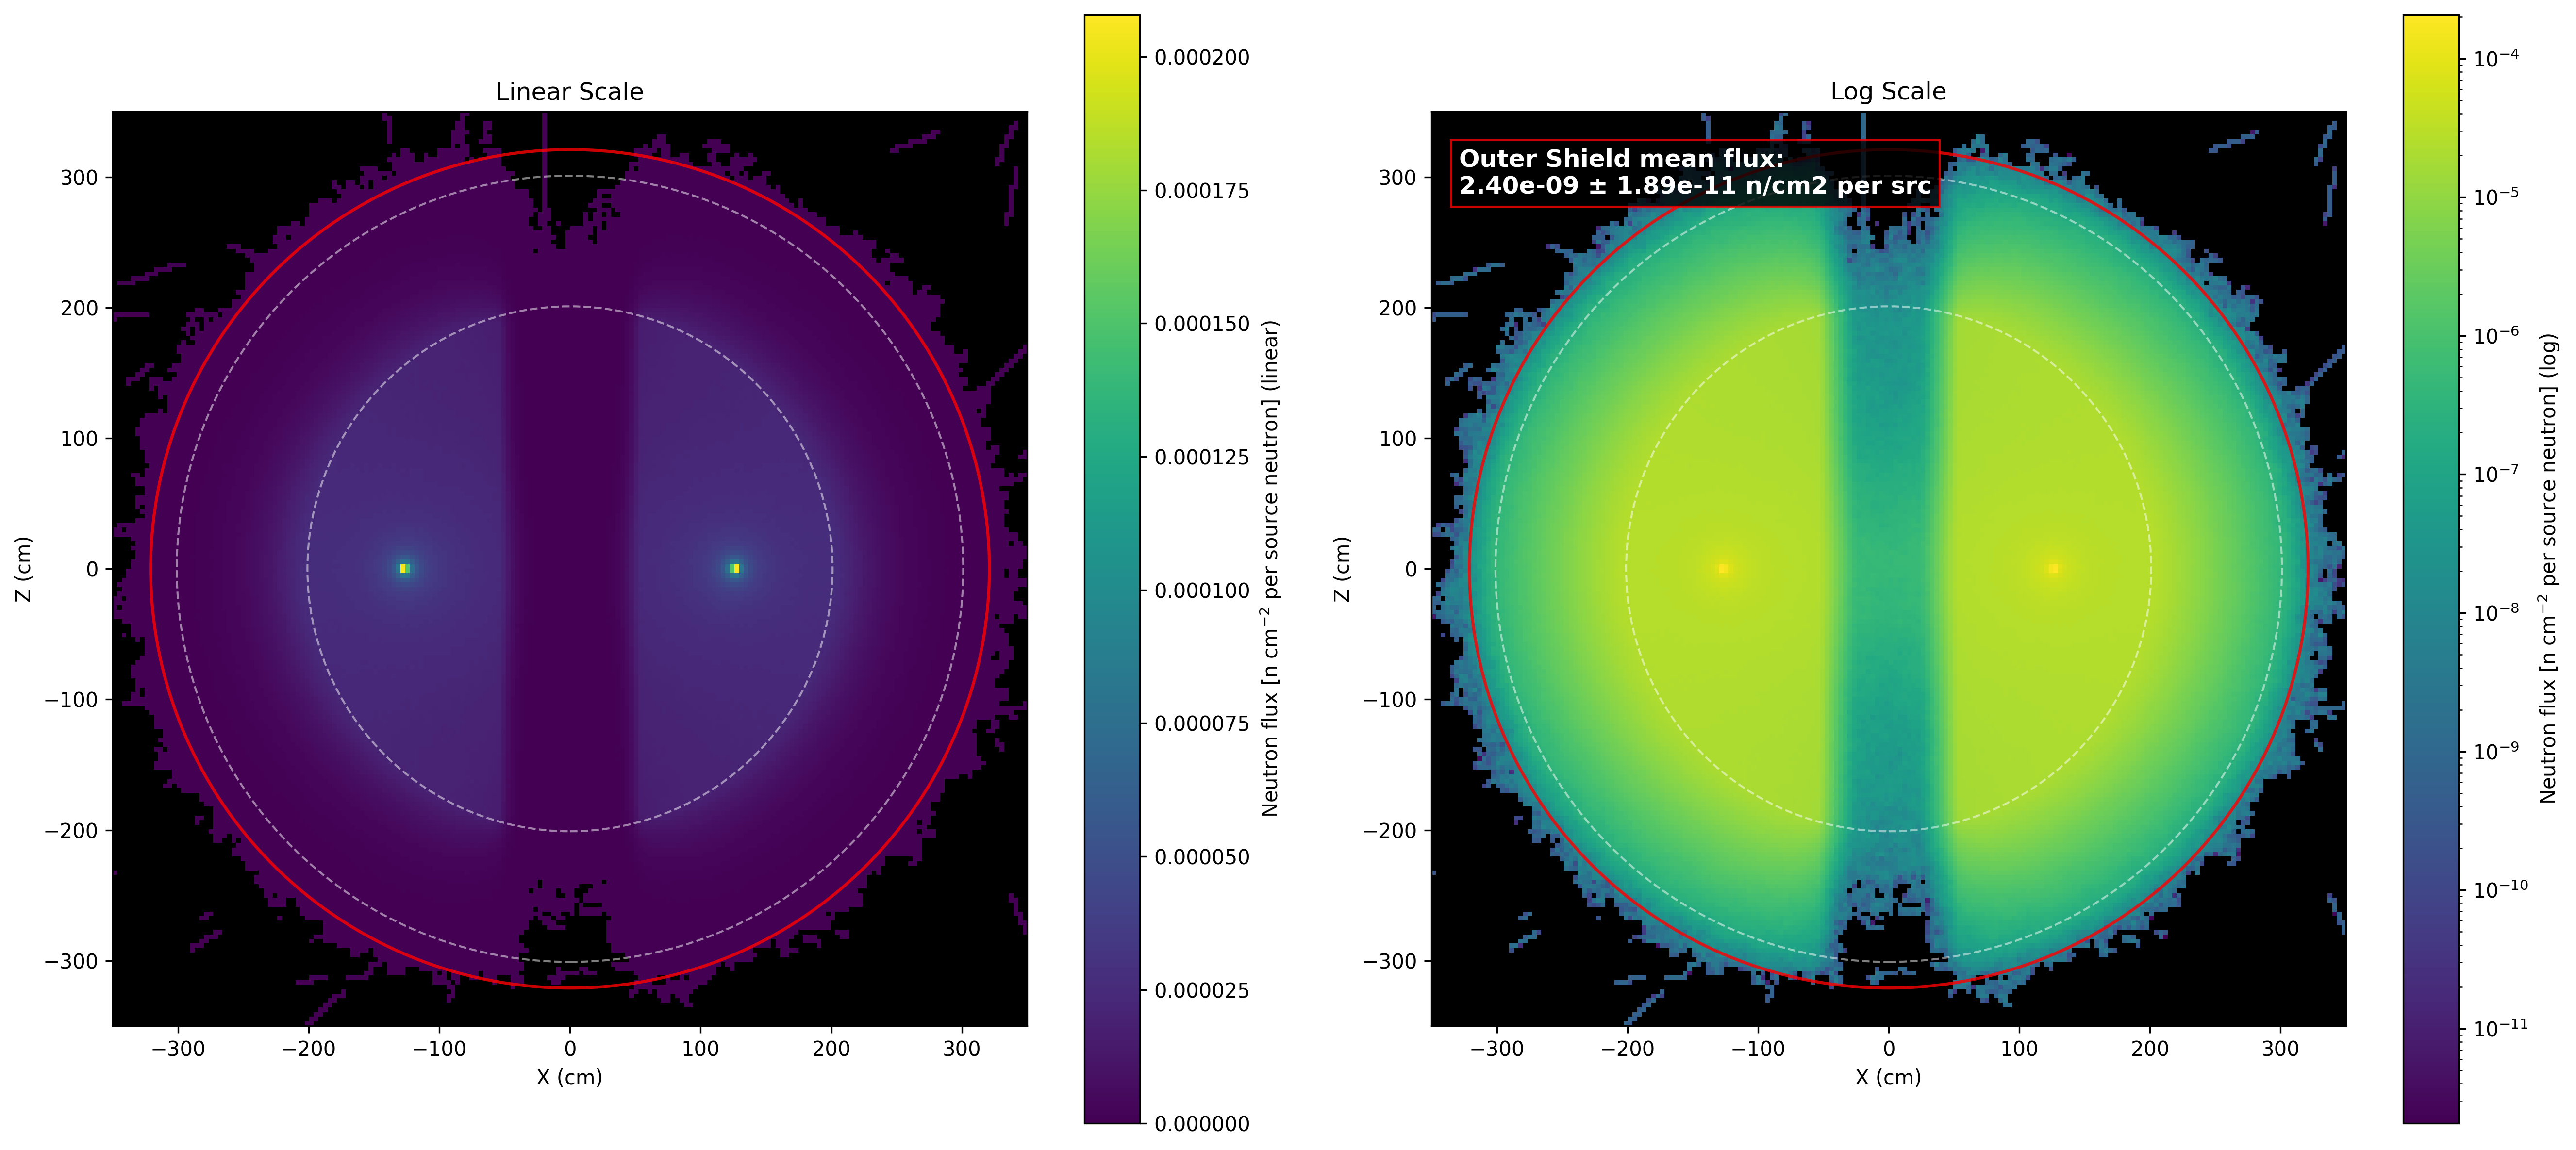 Linear Scale
Z (cm)
300
200
100
0
−100
−200
−300
−300 −200 −100 0 100 200 300
X (cm)
0.000200
0.000175
0.000150
0.000125
0.000100
0.000075
0.000050
0.000025
0.000000
Neutron flux [n cm⁻² per source neutron] (linear)
Log Scale
Outer Shield mean flux:
2.40e-09 ± 1.89e-11 n/cm2 per src
Z (cm)
300
200
100
0
−100
−200
−300
−300 −200 −100 0 100 200 300
X (cm)
10⁻⁴
10⁻⁵
10⁻⁶
10⁻⁷
10⁻⁸
10⁻⁹
10⁻¹⁰
10⁻¹¹
Neutron flux [n cm⁻² per source neutron] (log)